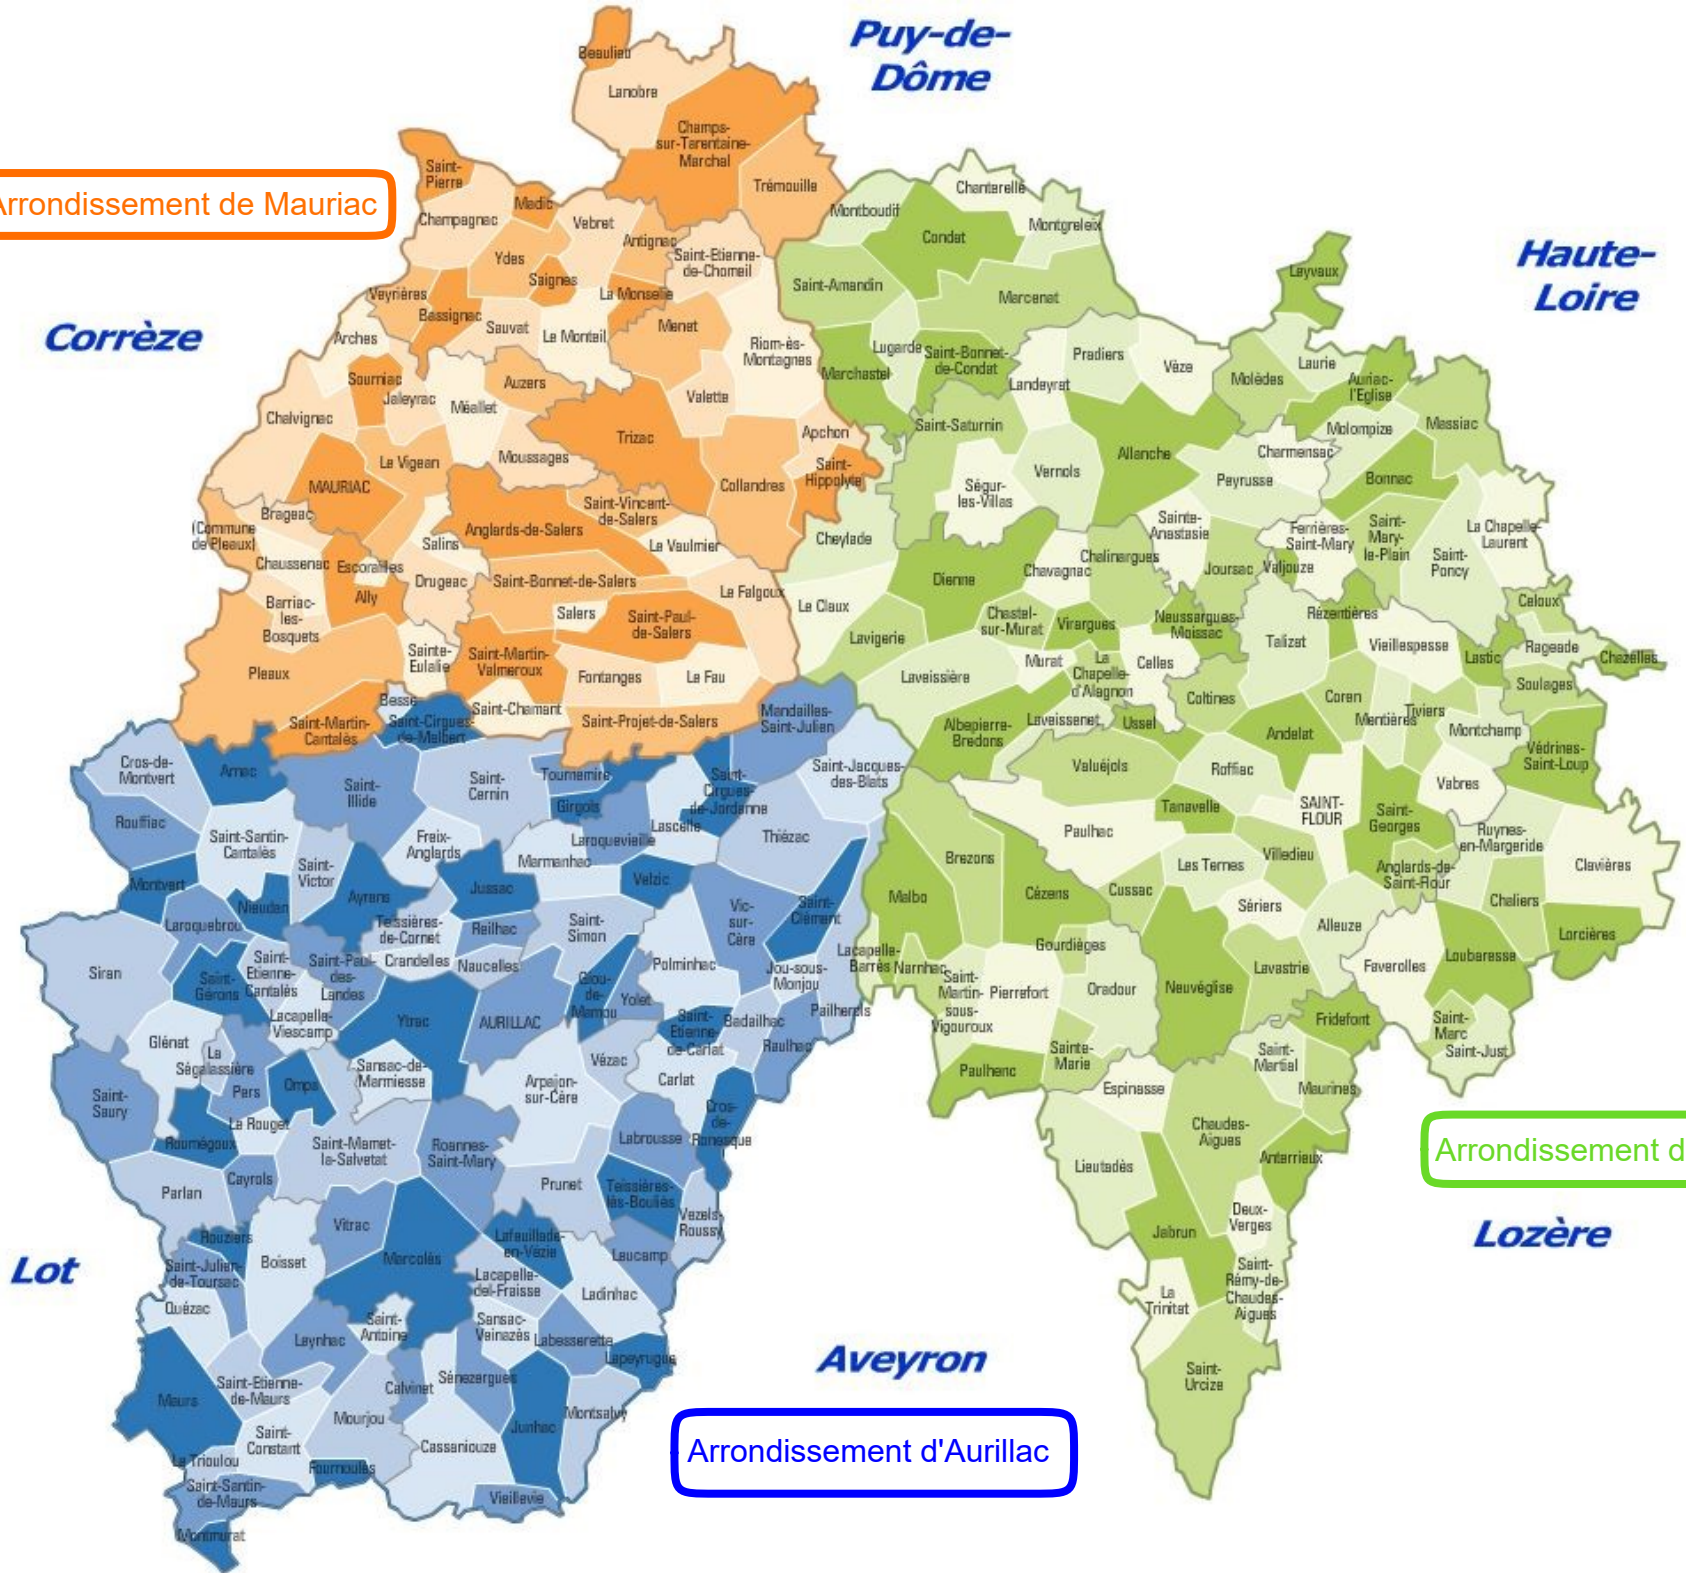 Puy-de-
Dôme
Haute-
Loire
Corrèze
Lot
Aveyron
Lozère
Arrondissement de Mauriac
Arrondissement d'Aurillac
Arrondissement d
Beaulieu
Lanobre
Champs-
sur-Tarentaine-
Marchal
Trémouille
Saint-
Pierre
Champagnac
Madic
Vebret
Antignac
Saint-Etienne-
de-Chomeil
Ydes
Saignes
La Monselie
Veyrières
Bassignac
Sauvat
Le Monteil
Menet
Riom-ès-
Montagnes
Arches
Sourniac
Jaleyrac
Méallet
Auzers
Valette
Chalvignac
Le Vigean
Moussages
Trizac
Apchon
Saint-
Hippolyte
Collandres
MAURIAC
Brageac
(Commune
de Pleaux)
Chaussenac
Escorailles
Ally
Salins
Drugeac
Anglards-de-Salers
Saint-Vincent-
de-Salers
Le Vaulmier
Saint-Bonnet-de-Salers
Le Falgoux
Barriac-
les-
Bosquets
Salers
Saint-Paul-
de-Salers
Sainte-
Eulalie
Saint-Martin-
Valmeroux
Fontanges
Le Fau
Pleaux
Saint-Martin-
Cantalès
Saint-Chamant
Saint-Projet-de-Salers
Besse
Saint-Cirgues-
de-Malbert
Mandailles-
Saint-Julien
Cros-de-
Montvert
Arnac
Saint-
Illide
Saint-
Cernin
Tournemire
Girgols
Saint-
Cirgues-
de-Jordanne
Saint-Jacques-
des-Blats
Rouffiac
Saint-Santin-
Cantalès
Freix-
Anglards
Laroquevieille
Lascelle
Thiézac
Marmanhac
Saint-
Victor
Montvert
Nieudan
Ayrens
Jussac
Velzic
Laroquebrou
Teissières-
de-Cornet
Reilhac
Saint-
Simon
Vic-
sur-
Cère
Saint-
Clément
Siran
Saint-
Gérons
Saint-
Etienne-
Cantalès
Saint-Paul-
des-
Landes
Crandelles
Naucelles
Giou-
de-
Mamou
Polminhac
Jou-sous-
Monjou
Yolet
Pailherols
Lacapelle-
Viescamp
Ytrac
AURILLAC
Saint-
Etienne-
de-Carlat
Badailhac
Raulhac
Glénat
La
Ségalassière
Sansac-de-
Marmiesse
Vézac
Carlat
Arpajon-
sur-Cère
Saint-
Saury
Pers
Omps
Roumégoux
Le Rouget
Saint-Mamet-
la-Salvetat
Roannes-
Saint-Mary
Labrousse
Cros-
de-
Ronesque
Parlan
Cayrols
Prunet
Teissières-
lès-Bouliès
Vezels-
Roussy
Vitrac
Marcolès
Lafeuillade-
en-Vézie
Leucamp
Rouziers
Boisset
Saint-Julien-
de-Toursac
Lacapelle-
del-Fraisse
Ladinhac
Quézac
Saint-
Antoine
Sansac-
Veinazès
Labesserette
Leynhac
Lapeyrugue
Calvinet
Sénezergues
Maurs
Saint-Etienne-
de-Maurs
Mourjou
Junhac
Montsalvy
Saint-
Constant
Cassaniouze
Le Trioulou
Fournoulès
Saint-Santin-
de-Maurs
Vieillevie
Montmurat
Chanterelle
Montboudif
Condat
Montgreleix
Saint-Amandin
Marcenat
Leyvaux
Lugarde
Saint-Bonnet-
de-Condat
Marchastel
Landeyrat
Pradiers
Vèze
Molèdes
Laurie
Auriac-
l'Eglise
Saint-Saturnin
Molompize
Massiac
Allanche
Charmensac
Vernols
Peyrusse
Bonnac
Ségur-
les-Villas
Cheylade
Sainte-
Anastasie
Ferrières-
Saint-Mary
Saint-
Mary-
le-Plain
La Chapelle-
Laurent
Saint-
Poncy
Chalinargues
Chavagnac
Joursac
Valjouze
Dienne
Le Claux
Lavigerie
Chastel-
sur-Murat
Virargues
Neussargues-
Moissac
Talizat
Rézentières
Vieillespesse
Celoux
Lastic
Rageade
Chazelles
Soulages
Murat
La
Chapelle-
d'Alagnon
Celles
Laveissière
Coltines
Coren
Mentières
Tiviers
Montchamp
Albepierre-
Bredons
Laveissenet
Ussel
Andelat
Védrines-
Saint-Loup
Valuéjols
Roffiac
Vabres
Tanavelle
SAINT-
FLOUR
Saint-
Georges
Paulhac
Ruynes-
en-Margeride
Clavières
Brezons
Les Ternes
Villedieu
Anglards-de-
Saint-Flour
Malbo
Cézens
Cussac
Sériers
Chaliers
Alleuze
Lorcières
Lacapelle-
Barrès
Narnhac
Gourdièges
Faverolles
Loubaresse
Saint-
Martin-
sous-
Vigouroux
Pierrefort
Oradour
Neuvéglise
Lavastrie
Fridefont
Saint-
Marc
Saint-Just
Sainte-
Marie
Paulhenc
Espinasse
Saint-
Martial
Maurines
Chaudes-
Aigues
Lieutadès
Anterrieux
Jabrun
Deux-
Verges
La
Trinitat
Saint-
Rémy-de-
Chaudes-
Aigues
Saint-
Urcize